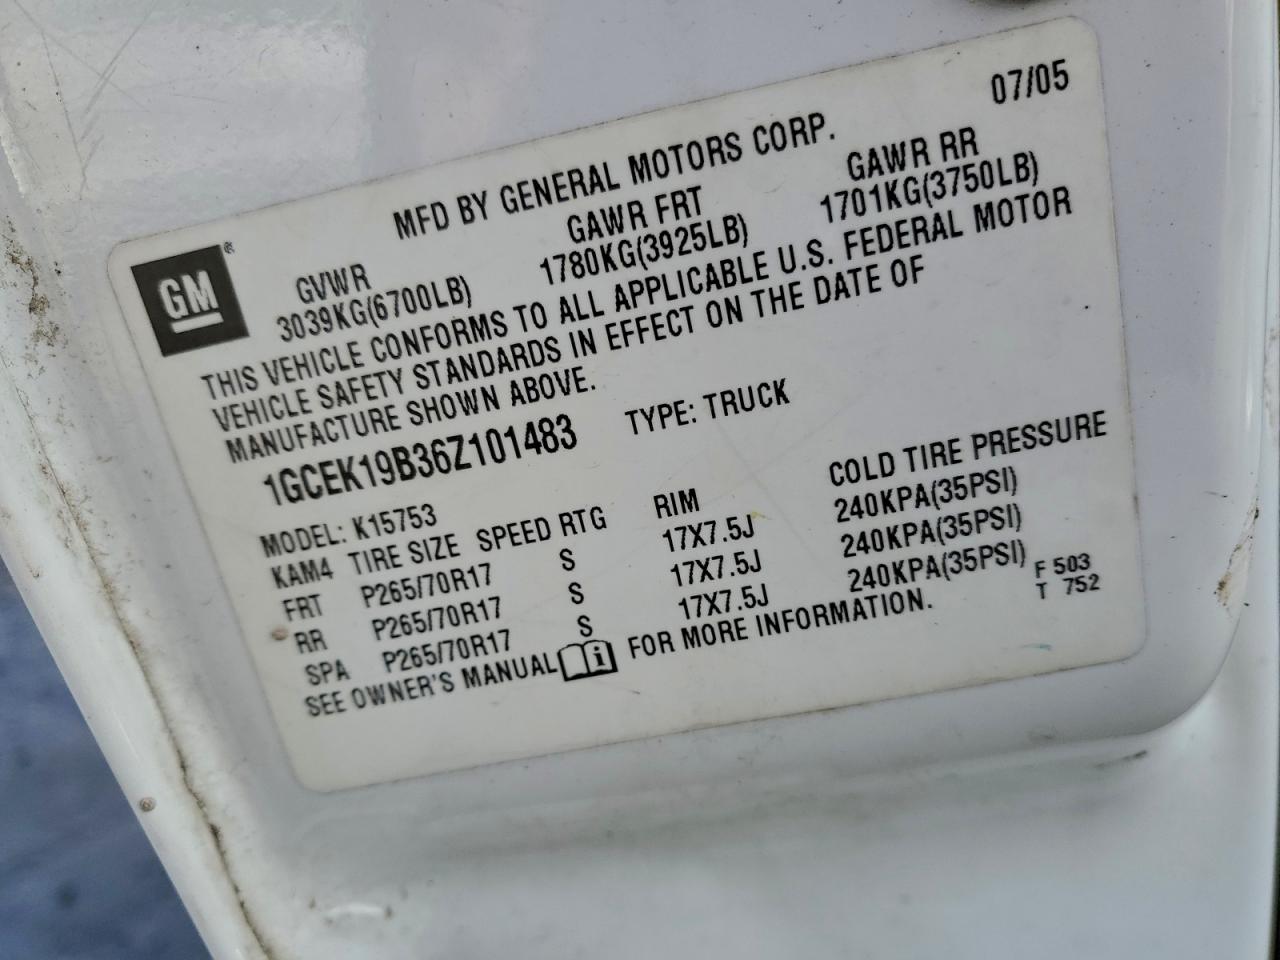 07/05
MFD BY GENERAL MOTORS CORP.
GM®
GVWR GAWR FRT GAWR RR
3039KG(6700LB) 1780KG(3925LB) 1701KG(3750LB)
THIS VEHICLE CONFORMS TO ALL APPLICABLE U.S. FEDERAL MOTOR
VEHICLE SAFETY STANDARDS IN EFFECT ON THE DATE OF
MANUFACTURE SHOWN ABOVE.
1GCEK19B36Z101483 TYPE: TRUCK
MODEL: K15753
KAM4 TIRE SIZE SPEED RTG RIM COLD TIRE PRESSURE
FRT P265/70R17 S 17X7.5J 240KPA(35PSI)
RR P265/70R17 S 17X7.5J 240KPA(35PSI)
SPA P265/70R17 S 17X7.5J 240KPA(35PSI)
SEE OWNER'S MANUAL i FOR MORE INFORMATION.
F 503
T 752